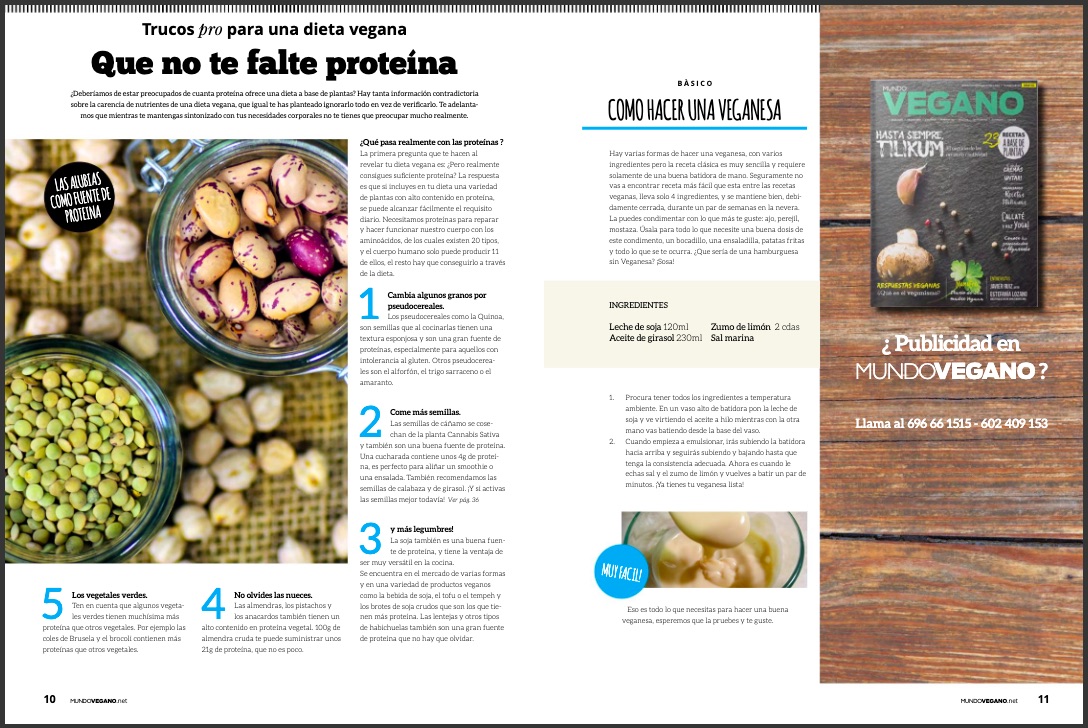 Trucos pro para una dieta vegana
Que no te falte proteína
¿Deberíamos de estar preocupados de cuanta proteína ofrece una dieta a base de plantas? Hay tanta información contradictoria
sobre la carencia de nutrientes de una dieta vegana, que igual te has planteado ignorarlo todo en vez de verificarlo. Te adelanta-
mos que mientras te mantengas sintonizado con tus necesidades corporales no te tienes que preocupar mucho realmente.
LAS ALUBIAS
COMO FUENTE DE
PROTEINA
¿Qué pasa realmente con las proteínas ?
La primera pregunta que te hacen al
revelar tu dieta vegana es: ¿Pero realmente
consigues suficiente proteína? La respuesta
es que si incluyes en tu dieta una variedad
de plantas con alto contenido en proteína,
se puede alcanzar fácilmente el requisito
diario. Necesitamos proteínas para reparar
y hacer funcionar nuestro cuerpo con los
aminoácidos, de los cuales existen 20 tipos,
y el cuerpo humano solo puede producir 11
de ellos, el resto hay que conseguirlo a través
de la dieta.
1 Cambia algunos granos por
pseudocereales.
Los pseudocereales como la Quinoa,
son semillas que al cocinarlas tienen una
textura esponjosa y son una gran fuente de
proteínas, especialmente para aquellos con
intolerancia al gluten. Otros pseudocerea-
les son el alforfón, el trigo sarraceno o el
amaranto.
2 Come más semillas.
Las semillas de cáñamo se cose-
chan de la planta Cannabis Sativa
y también son una buena fuente de proteína.
Una cucharada contiene unos 4g de proteí-
na, es perfecto para aliñar un smoothie o
una ensalada. También recomendamos las
semillas de calabaza y de girasol. ¡Y si activas
las semillas mejor todavía! Ver pág. 36
3 y más legumbres!
La soja también es una buena fuen-
te de proteína, y tiene la ventaja de
ser muy versátil en la cocina.
Se encuentra en el mercado de varias formas
y en una variedad de productos veganos
como la bebida de soja, el tofu o el tempeh y
los brotes de soja crudos que son los que tie-
nen más proteína. Las lentejas y otros tipos
de habichuelas también son una gran fuente
de proteína que no hay que olvidar.
5 Los vegetales verdes.
Ten en cuenta que algunos vegeta-
les verdes tienen muchísima más
proteína que otros vegetales. Por ejemplo las
coles de Brusela y el brocoli contienen más
proteínas que otros vegetales.
4 No olvides las nueces.
Las almendras, los pistachos y
los anacardos también tienen un
alto contenido en proteína vegetal. 100g de
almendra cruda te puede suministrar unos
21g de proteína, que no es poco.
10 MUNDOVEGANO.net
BÀSICO
COMO HACER UNA VEGANESA
Hay varias formas de hacer una veganesa, con varios
ingredientes pero la receta clásica es muy sencilla y requiere
solamente de una buena batidora de mano. Seguramente no
vas a encontrar receta más fácil que esta entre las recetas
veganas, lleva solo 4 ingredientes, y se mantiene bien, debi-
damente cerrada, durante un par de semanas en la nevera.
La puedes condimentar con lo que más te guste: ajo, perejil,
mostaza. Úsala para todo lo que necesite una buena dosis de
este condimento, un bocadillo, una ensaladilla, patatas fritas
y todo lo que se te ocurra. ¿Que sería de una hamburguesa
sin Veganesa? ¡Sosa!
INGREDIENTES
Leche de soja 120ml Zumo de limón 2 cdas
Aceite de girasol 230ml Sal marina
1. Procura tener todos los ingredientes a temperatura
ambiente. En un vaso alto de batidora pon la leche de
soja y ve virtiendo el aceite a hilo mientras con la otra
mano vas batiendo desde la base del vaso.
2. Cuando empieza a emulsionar, irás subiendo la batidora
hacia arriba y seguirás subiendo y bajando hasta que
tenga la consistencia adecuada. Ahora es cuando le
echas sal y el zumo de limón y vuelves a batir un par de
minutos. ¡Ya tienes tu veganesa lista!
MUY FACIL!
Eso es todo lo que necesitas para hacer una buena
veganesa, esperemos que la pruebes y te guste.
MUNDO
VEGANO
HASTA SIEMPRE,
TILIKUM
23 RECETAS
A BASE DE
PLANTAS
¡CALLATÉ
y haz Yoga!
RESPUESTAS VEGANAS
¿Qué es el veganismo?
¿ Publicidad en
MUNDOVEGANO ?
Llama al 696 66 1515 - 602 409 153
MUNDOVEGANO.net 11